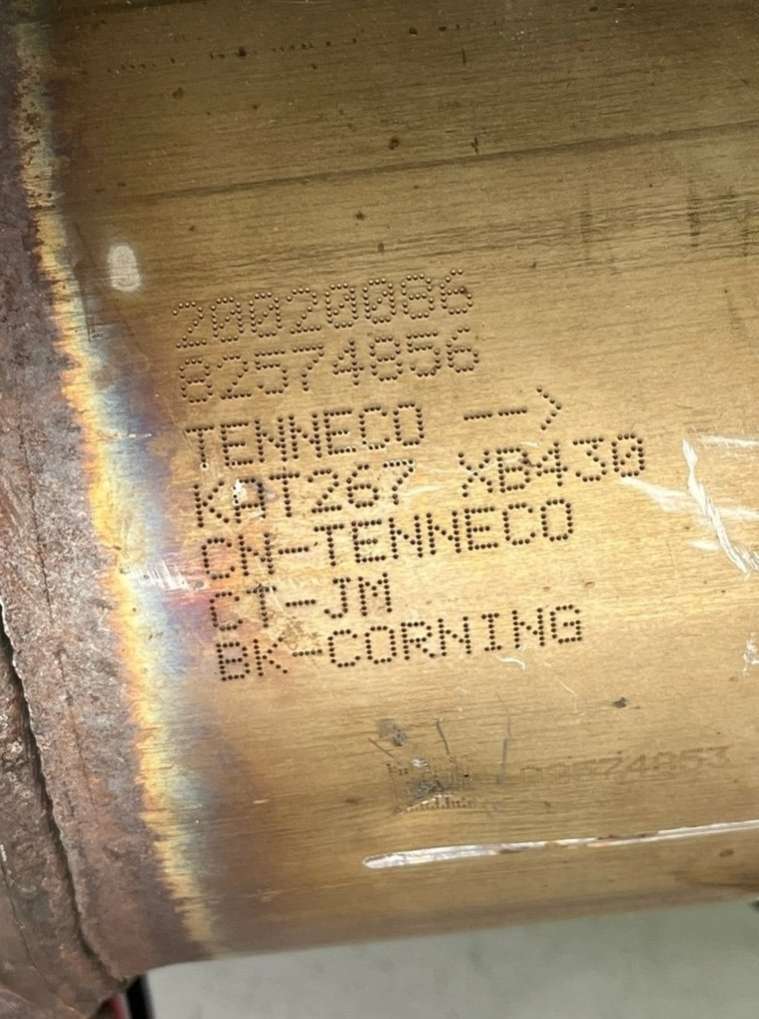 20020086
82574856
TENNECO -->
KAT267 XB430
CN-TENNECO
CT-JM
BK-CORNING